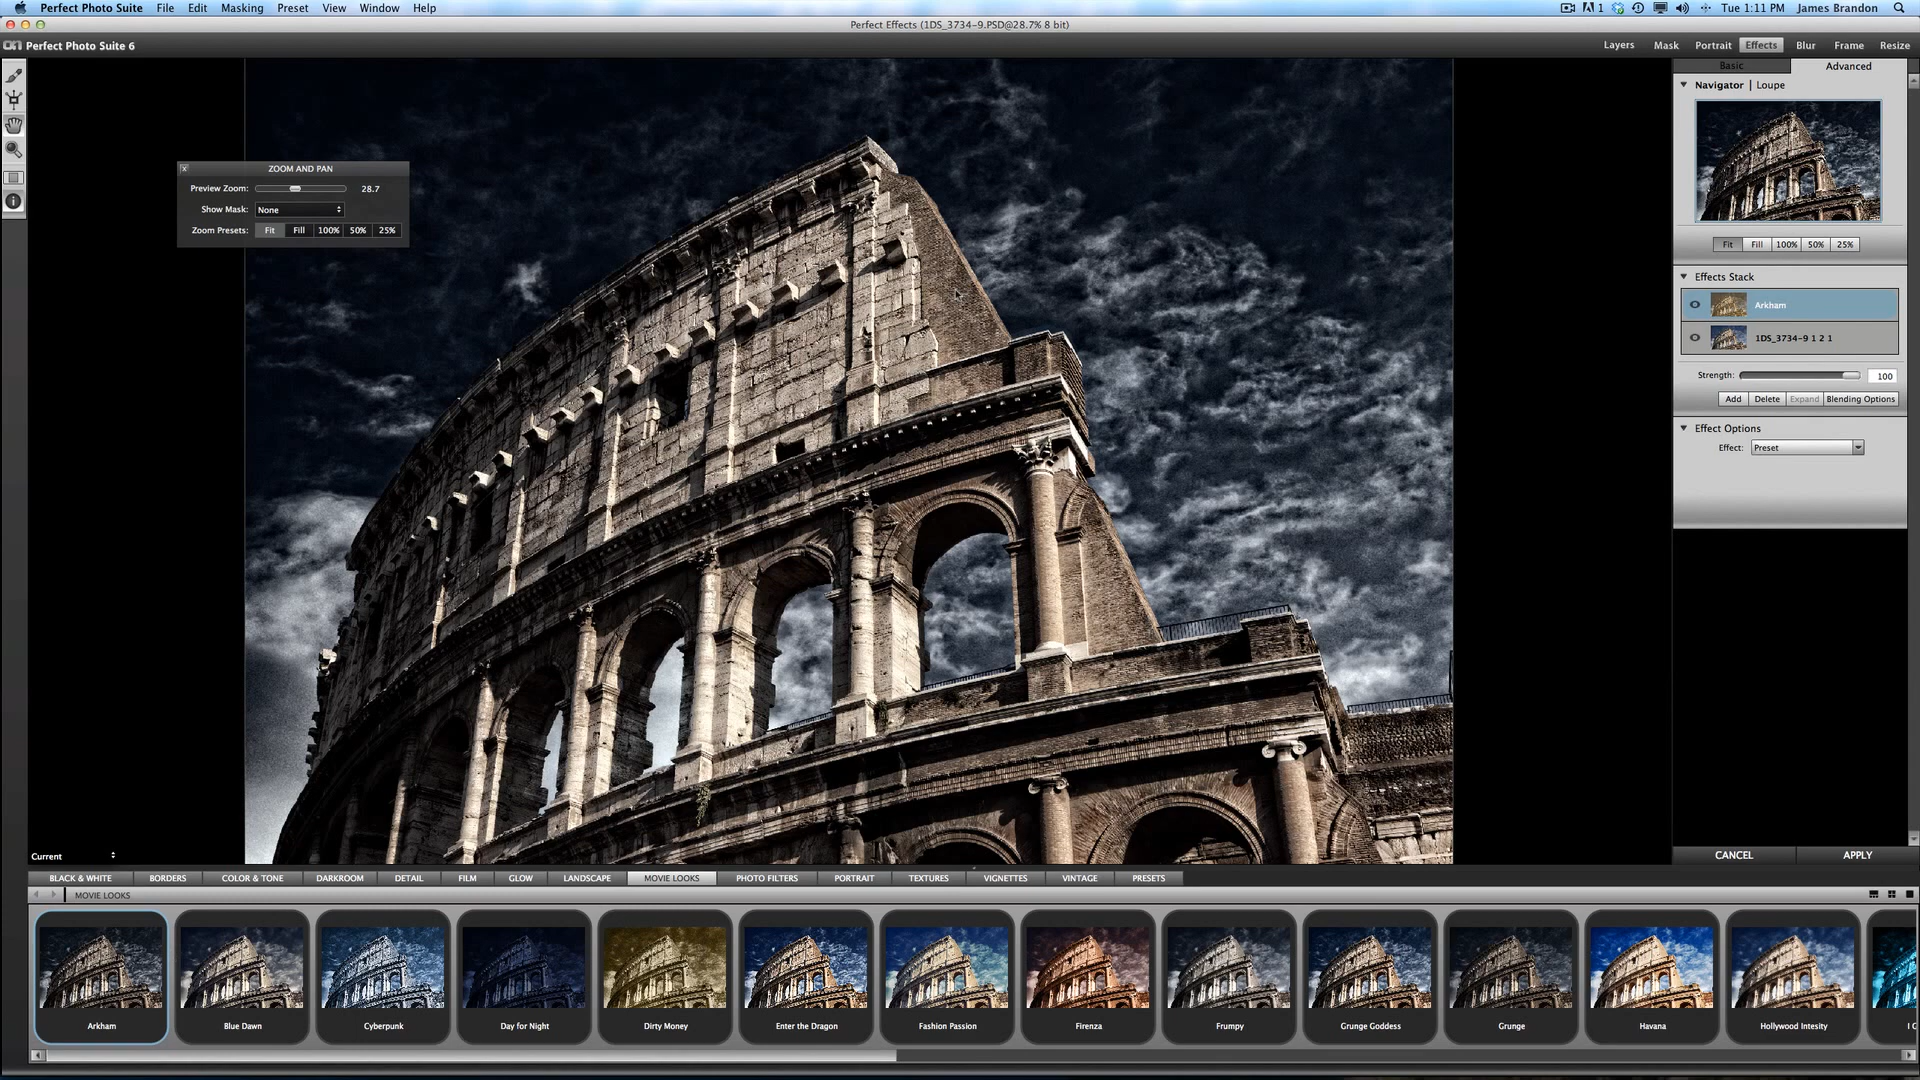 Perfect Photo Suite File Edit Masking Preset View Window Help 1 Tue 1:11 PM James Brandon
Perfect Effects (1DS_3734-9.PSD@28.7% 8 bit)
on Perfect Photo Suite 6 Layers Mask Portrait Effects Blur Frame Resize
Basic Advanced
Navigator | Loupe
ZOOM AND PAN
Preview Zoom: 28.7
Show Mask: None
Zoom Presets: Fit Fill 100% 50% 25%
Fit Fill 100% 50% 25%
Effects Stack
Arkham
1DS_3734-9 1 2 1
Strength: 100
Add Delete Expand Blending Options
Effect Options
Effect: Preset
Current
CANCEL APPLY
BLACK & WHITE BORDERS COLOR & TONE DARKROOM DETAIL FILM GLOW LANDSCAPE MOVIE LOOKS PHOTO FILTERS PORTRAIT TEXTURES VIGNETTES VINTAGE PRESETS
MOVIE LOOKS
Arkham Blue Dawn Cyberpunk Day for Night Dirty Money Enter the Dragon Fashion Passion Firenza Frumpy Grunge Goddess Grunge Havana Hollywood Intesity